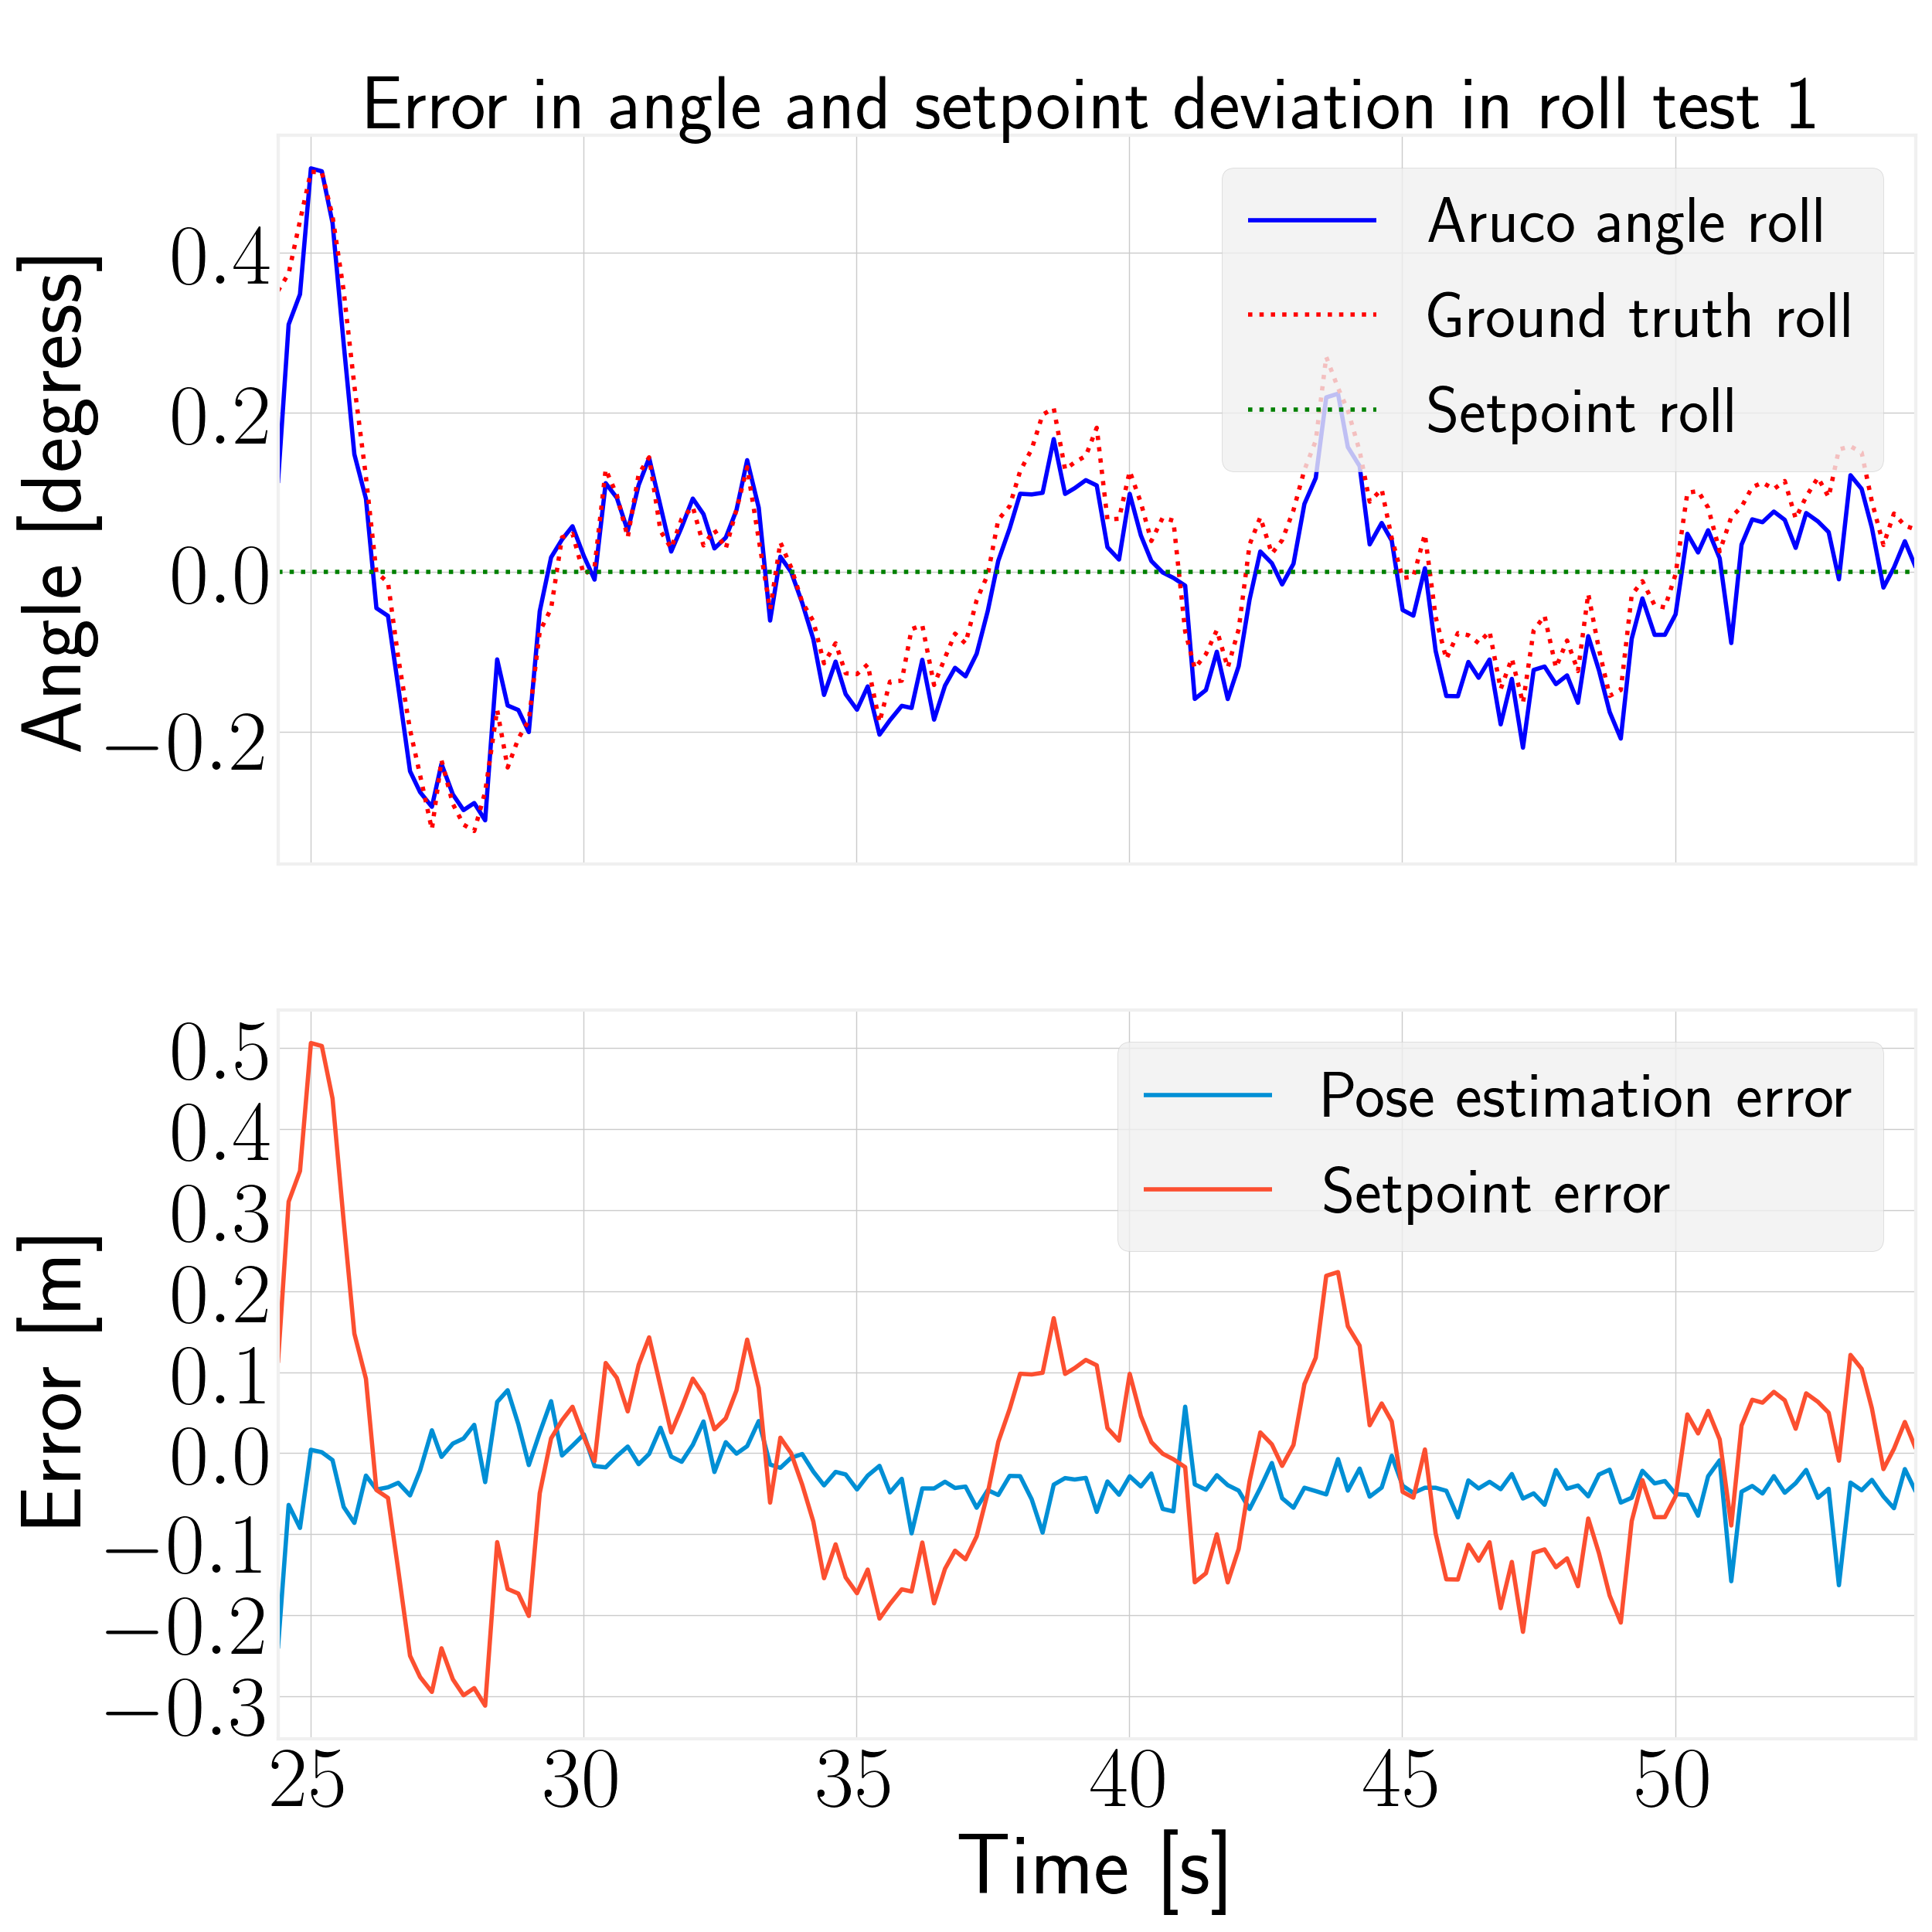 Error in angle and setpoint deviation in roll test 1
Angle [degress]
0.4
0.2
0.0
−0.2
Aruco angle roll
Ground truth roll
Setpoint roll
Error [m]
0.5
0.4
0.3
0.2
0.1
0.0
−0.1
−0.2
−0.3
Pose estimation error
Setpoint error
25 30 35 40 45 50
Time [s]